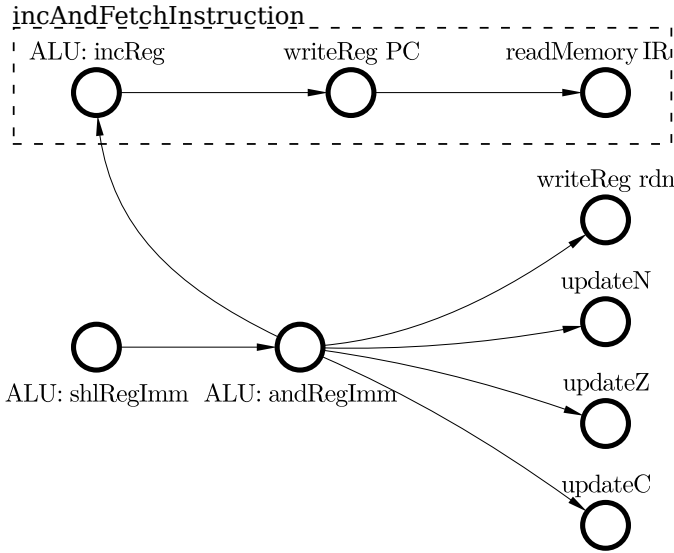 incAndFetchInstruction
ALU: incReg
writeReg PC
readMemory IR
writeReg rdn
updateN
ALU: shlRegImm
ALU: andRegImm
updateZ
updateC